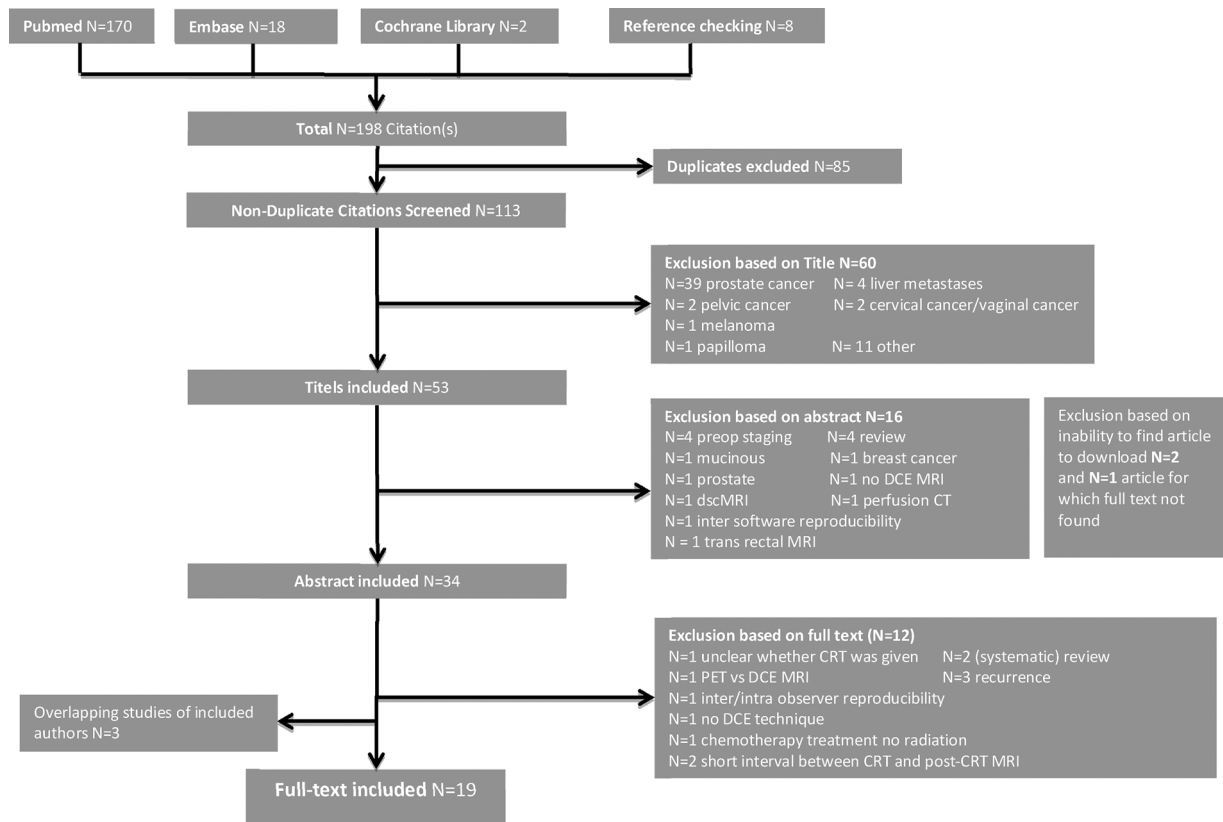 Pubmed N=170
Embase N=18
Cochrane Library N=2
Reference checking N=8
Total N=198 Citation(s)
Duplicates excluded N=85
Non-Duplicate Citations Screened N=113
Exclusion based on Title N=60
N=39 prostate cancer N= 4 liver metastases
N= 2 pelvic cancer N= 2 cervical cancer/vaginal cancer
N= 1 melanoma
N=1 papilloma N= 11 other
Titels included N=53
Exclusion based on abstract N=16
N=4 preop staging N=4 review
N=1 mucinous N=1 breast cancer
N=1 prostate N=1 no DCE MRI
N=1 dscMRI N=1 perfusion CT
N=1 inter software reproducibility
N = 1 trans rectal MRI
Exclusion based on
inability to find article
to download N=2
and N=1 article for
which full text not
found
Abstract included N=34
Exclusion based on full text (N=12)
N=1 unclear whether CRT was given N=2 (systematic) review
N=1 PET vs DCE MRI N=3 recurrence
N=1 inter/intra observer reproducibility
N=1 no DCE technique
N=1 chemotherapy treatment no radiation
N=2 short interval between CRT and post-CRT MRI
Overlapping studies of included
authors N=3
Full-text included N=19